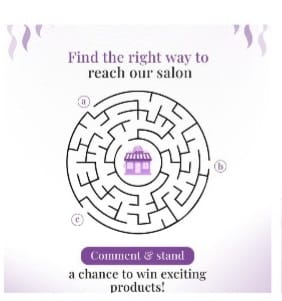 Find the right way to
reach our salon
a
b
c
Comment & stand
a chance to win exciting
products!